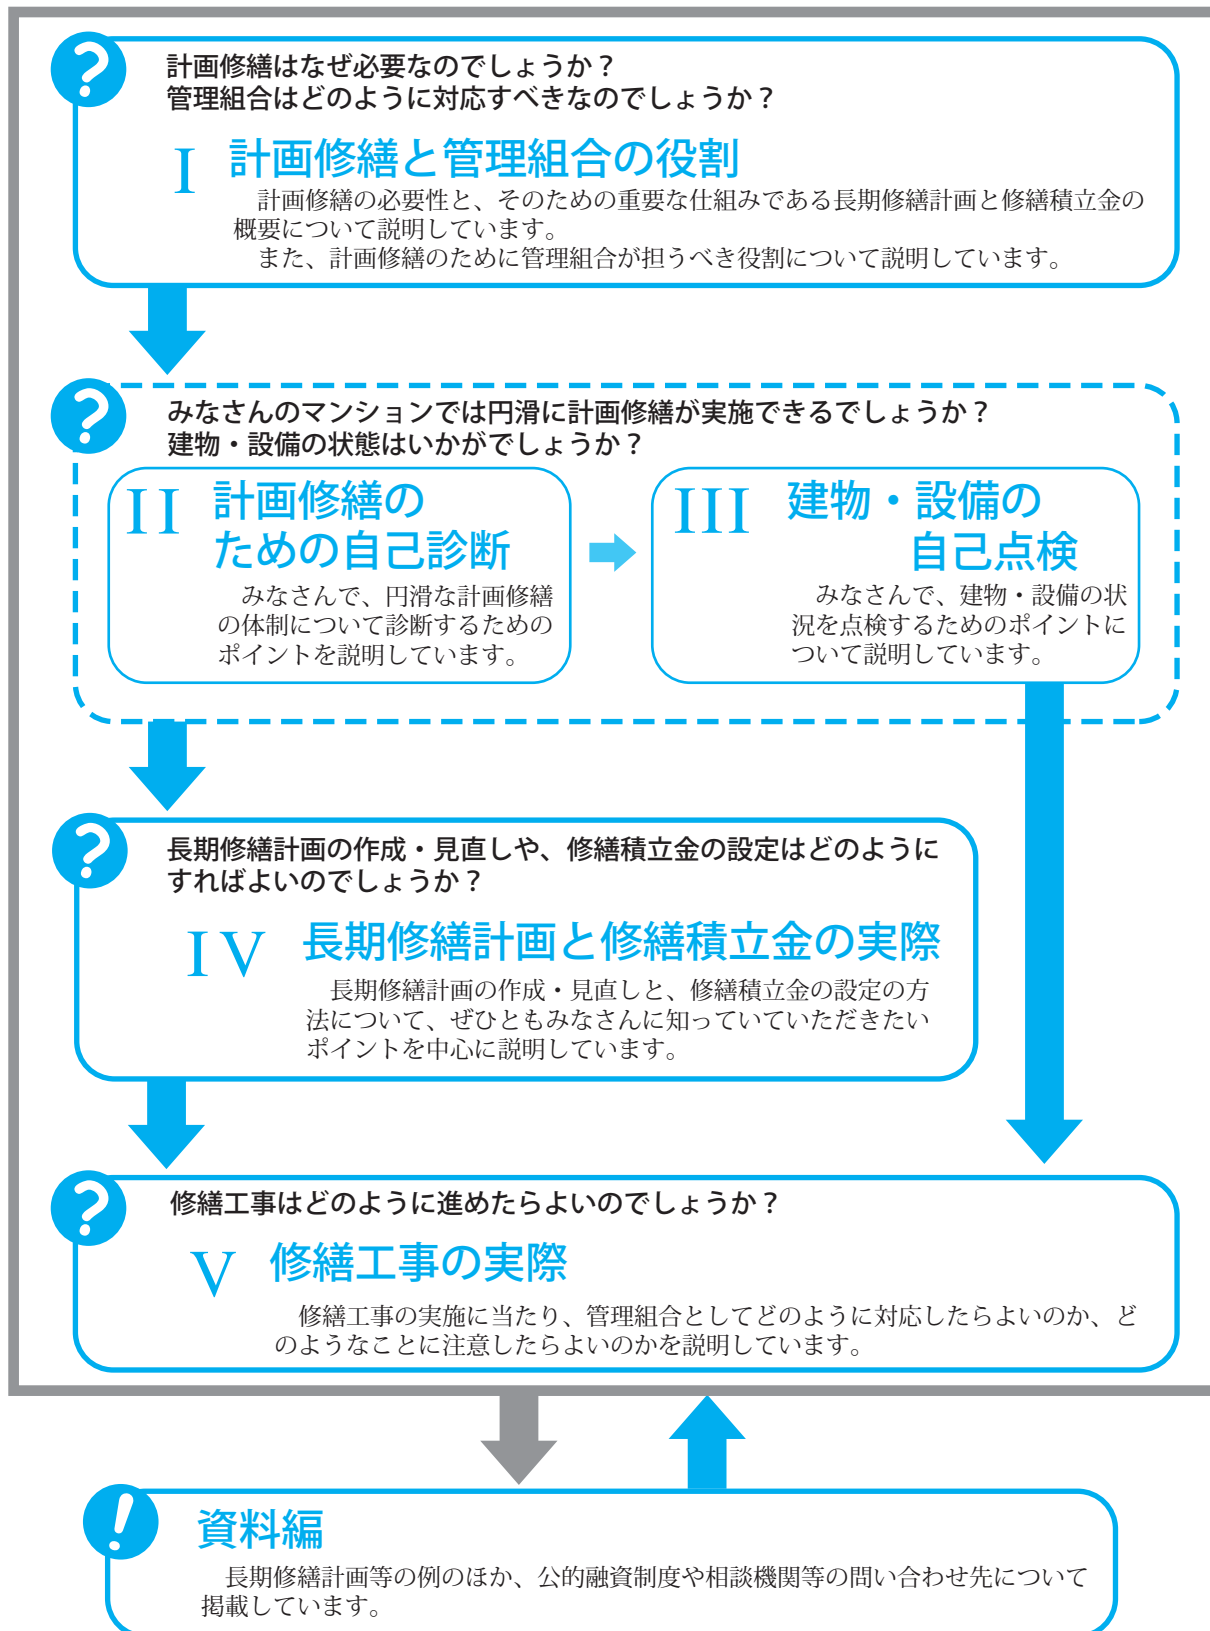 ?
計画修繕はなぜ必要なのでしょうか？
管理組合はどのように対応すべきなのでしょうか？
I 計画修繕と管理組合の役割
計画修繕の必要性と、そのための重要な仕組みである長期修繕計画と修繕積立金の
概要について説明しています。
また、計画修繕のために管理組合が担うべき役割について説明しています。
?
みなさんのマンションでは円滑に計画修繕が実施できるでしょうか？
建物・設備の状態はいかがでしょうか？
II 計画修繕の
ための自己診断
みなさんで、円滑な計画修繕
の体制について診断するための
ポイントを説明しています。
III 建物・設備の
自己点検
みなさんで、建物・設備の状
況を点検するためのポイントに
ついて説明しています。
?
長期修繕計画の作成・見直しや、修繕積立金の設定はどのように
すればよいのでしょうか？
IV 長期修繕計画と修繕積立金の実際
長期修繕計画の作成・見直しと、修繕積立金の設定の方
法について、ぜひともみなさんに知っていていただきたい
ポイントを中心に説明しています。
?
修繕工事はどのように進めたらよいのでしょうか？
V 修繕工事の実際
修繕工事の実施に当たり、管理組合としてどのように対応したらよいのか、ど
のようなことに注意したらよいのかを説明しています。
!
資料編
長期修繕計画等の例のほか、公的融資制度や相談機関等の問い合わせ先について
掲載しています。